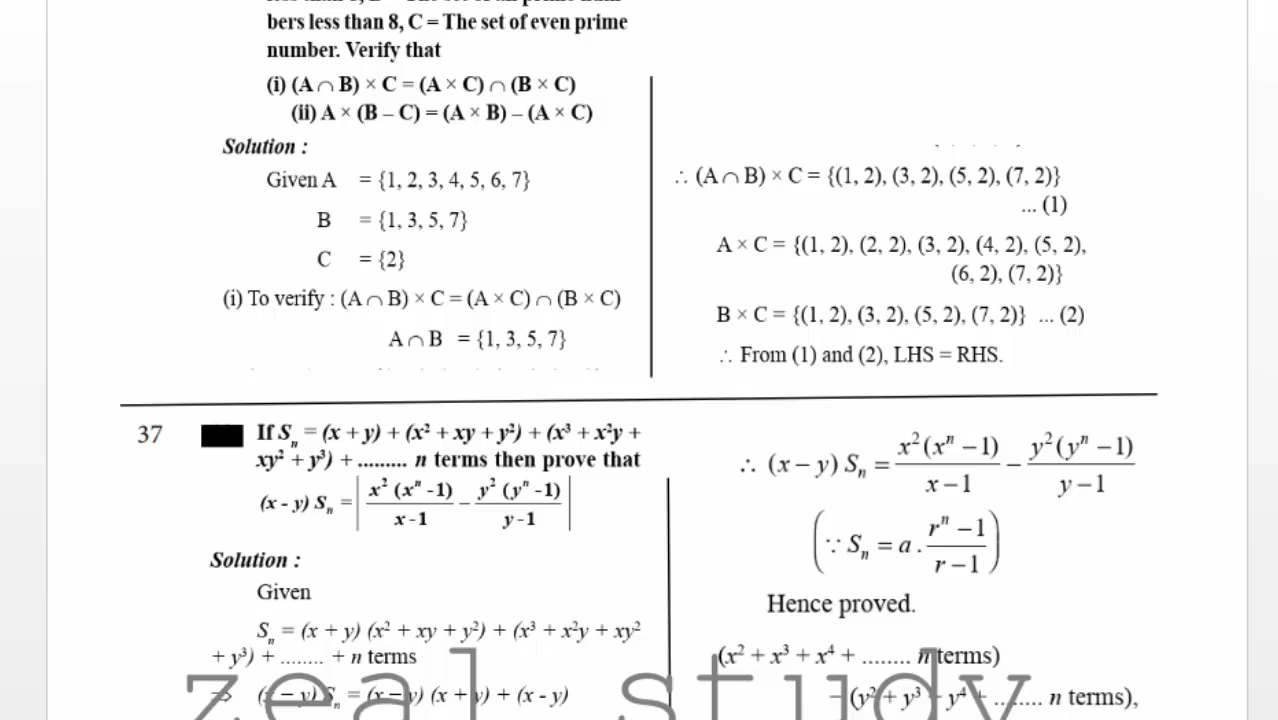 bers less than 8, C = The set of even prime
number. Verify that
(i) (A ∩ B) × C = (A × C) ∩ (B × C)
(ii) A × (B – C) = (A × B) – (A × C)
Solution :
Given A = {1, 2, 3, 4, 5, 6, 7}
B = {1, 3, 5, 7}
C = {2}
(i) To verify : (A ∩ B) × C = (A × C) ∩ (B × C)
A ∩ B = {1, 3, 5, 7}
∴ (A ∩ B) × C = {(1, 2), (3, 2), (5, 2), (7, 2)}
... (1)
A × C = {(1, 2), (2, 2), (3, 2), (4, 2), (5, 2),
(6, 2), (7, 2)}
B × C = {(1, 2), (3, 2), (5, 2), (7, 2)} ... (2)
∴ From (1) and (2), LHS = RHS.
37 If Sₙ = (x + y) + (x² + xy + y²) + (x³ + x²y +
xy² + y³) + ......... n terms then prove that
(x - y) Sₙ = | x² (xⁿ -1) / x -1 – y² (yⁿ -1) / y -1 |
Solution :
Given
Sₙ = (x + y) (x² + xy + y²) + (x³ + x²y + xy²
+ y³) + ........ + n terms
⇒ (x – y) Sₙ = (x – y) (x + y) + (x - y)
∴ (x – y) Sₙ = x²(xⁿ – 1) / x – 1 – y²(yⁿ – 1) / y – 1
(∵ Sₙ = a . rⁿ – 1 / r – 1)
Hence proved.
(x² + x³ + x⁴ + ........ n terms)
– (y² + y³ + y⁴ + ........ n terms),
zeal study